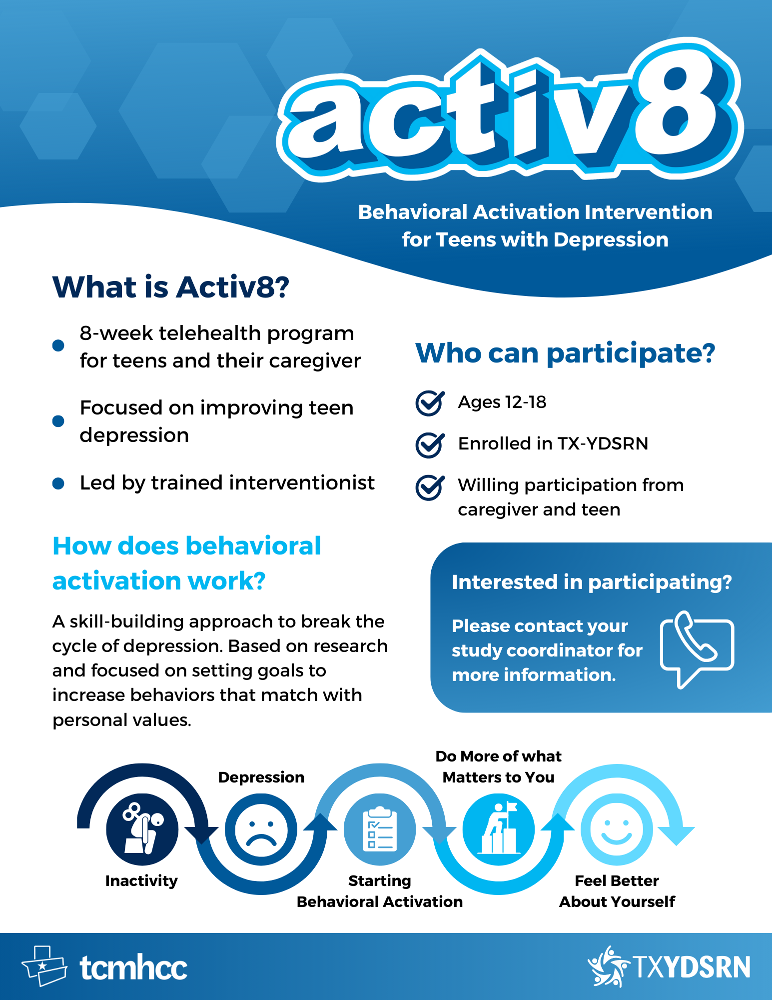 activ8
Behavioral Activation Intervention
for Teens with Depression
What is Activ8?
8-week telehealth program
for teens and their caregiver
Focused on improving teen
depression
Led by trained interventionist
Who can participate?
Ages 12-18
Enrolled in TX-YDSRN
Willing participation from
caregiver and teen
How does behavioral
activation work?
A skill-building approach to break the
cycle of depression. Based on research
and focused on setting goals to
increase behaviors that match with
personal values.
Interested in participating?
Please contact your
study coordinator for
more information.
Inactivity
Depression
Starting
Behavioral Activation
Do More of what
Matters to You
Feel Better
About Yourself
tcmhcc
TXYDSRN